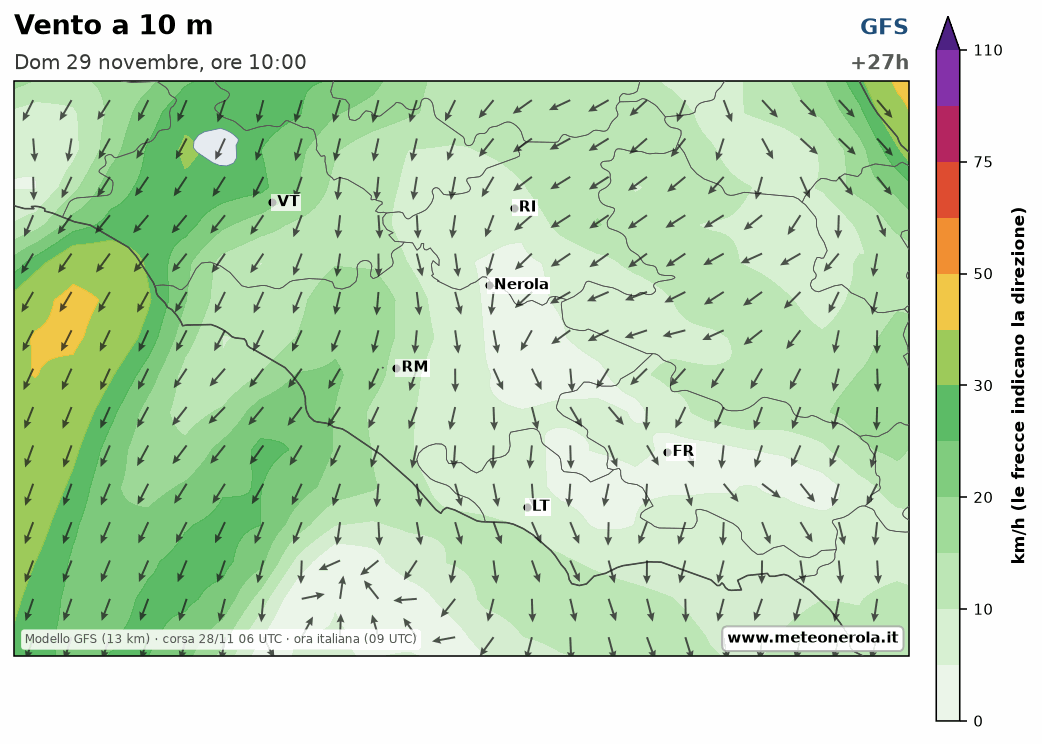 Vento a 10 m
GFS
Dom 29 novembre, ore 10:00
+27h
VT
RI
Nerola
RM
FR
LT
Modello GFS (13 km) · corsa 28/11 06 UTC · ora italiana (09 UTC)
www.meteonerola.it
110
75
50
30
20
10
0
km/h (le frecce indicano la direzione)